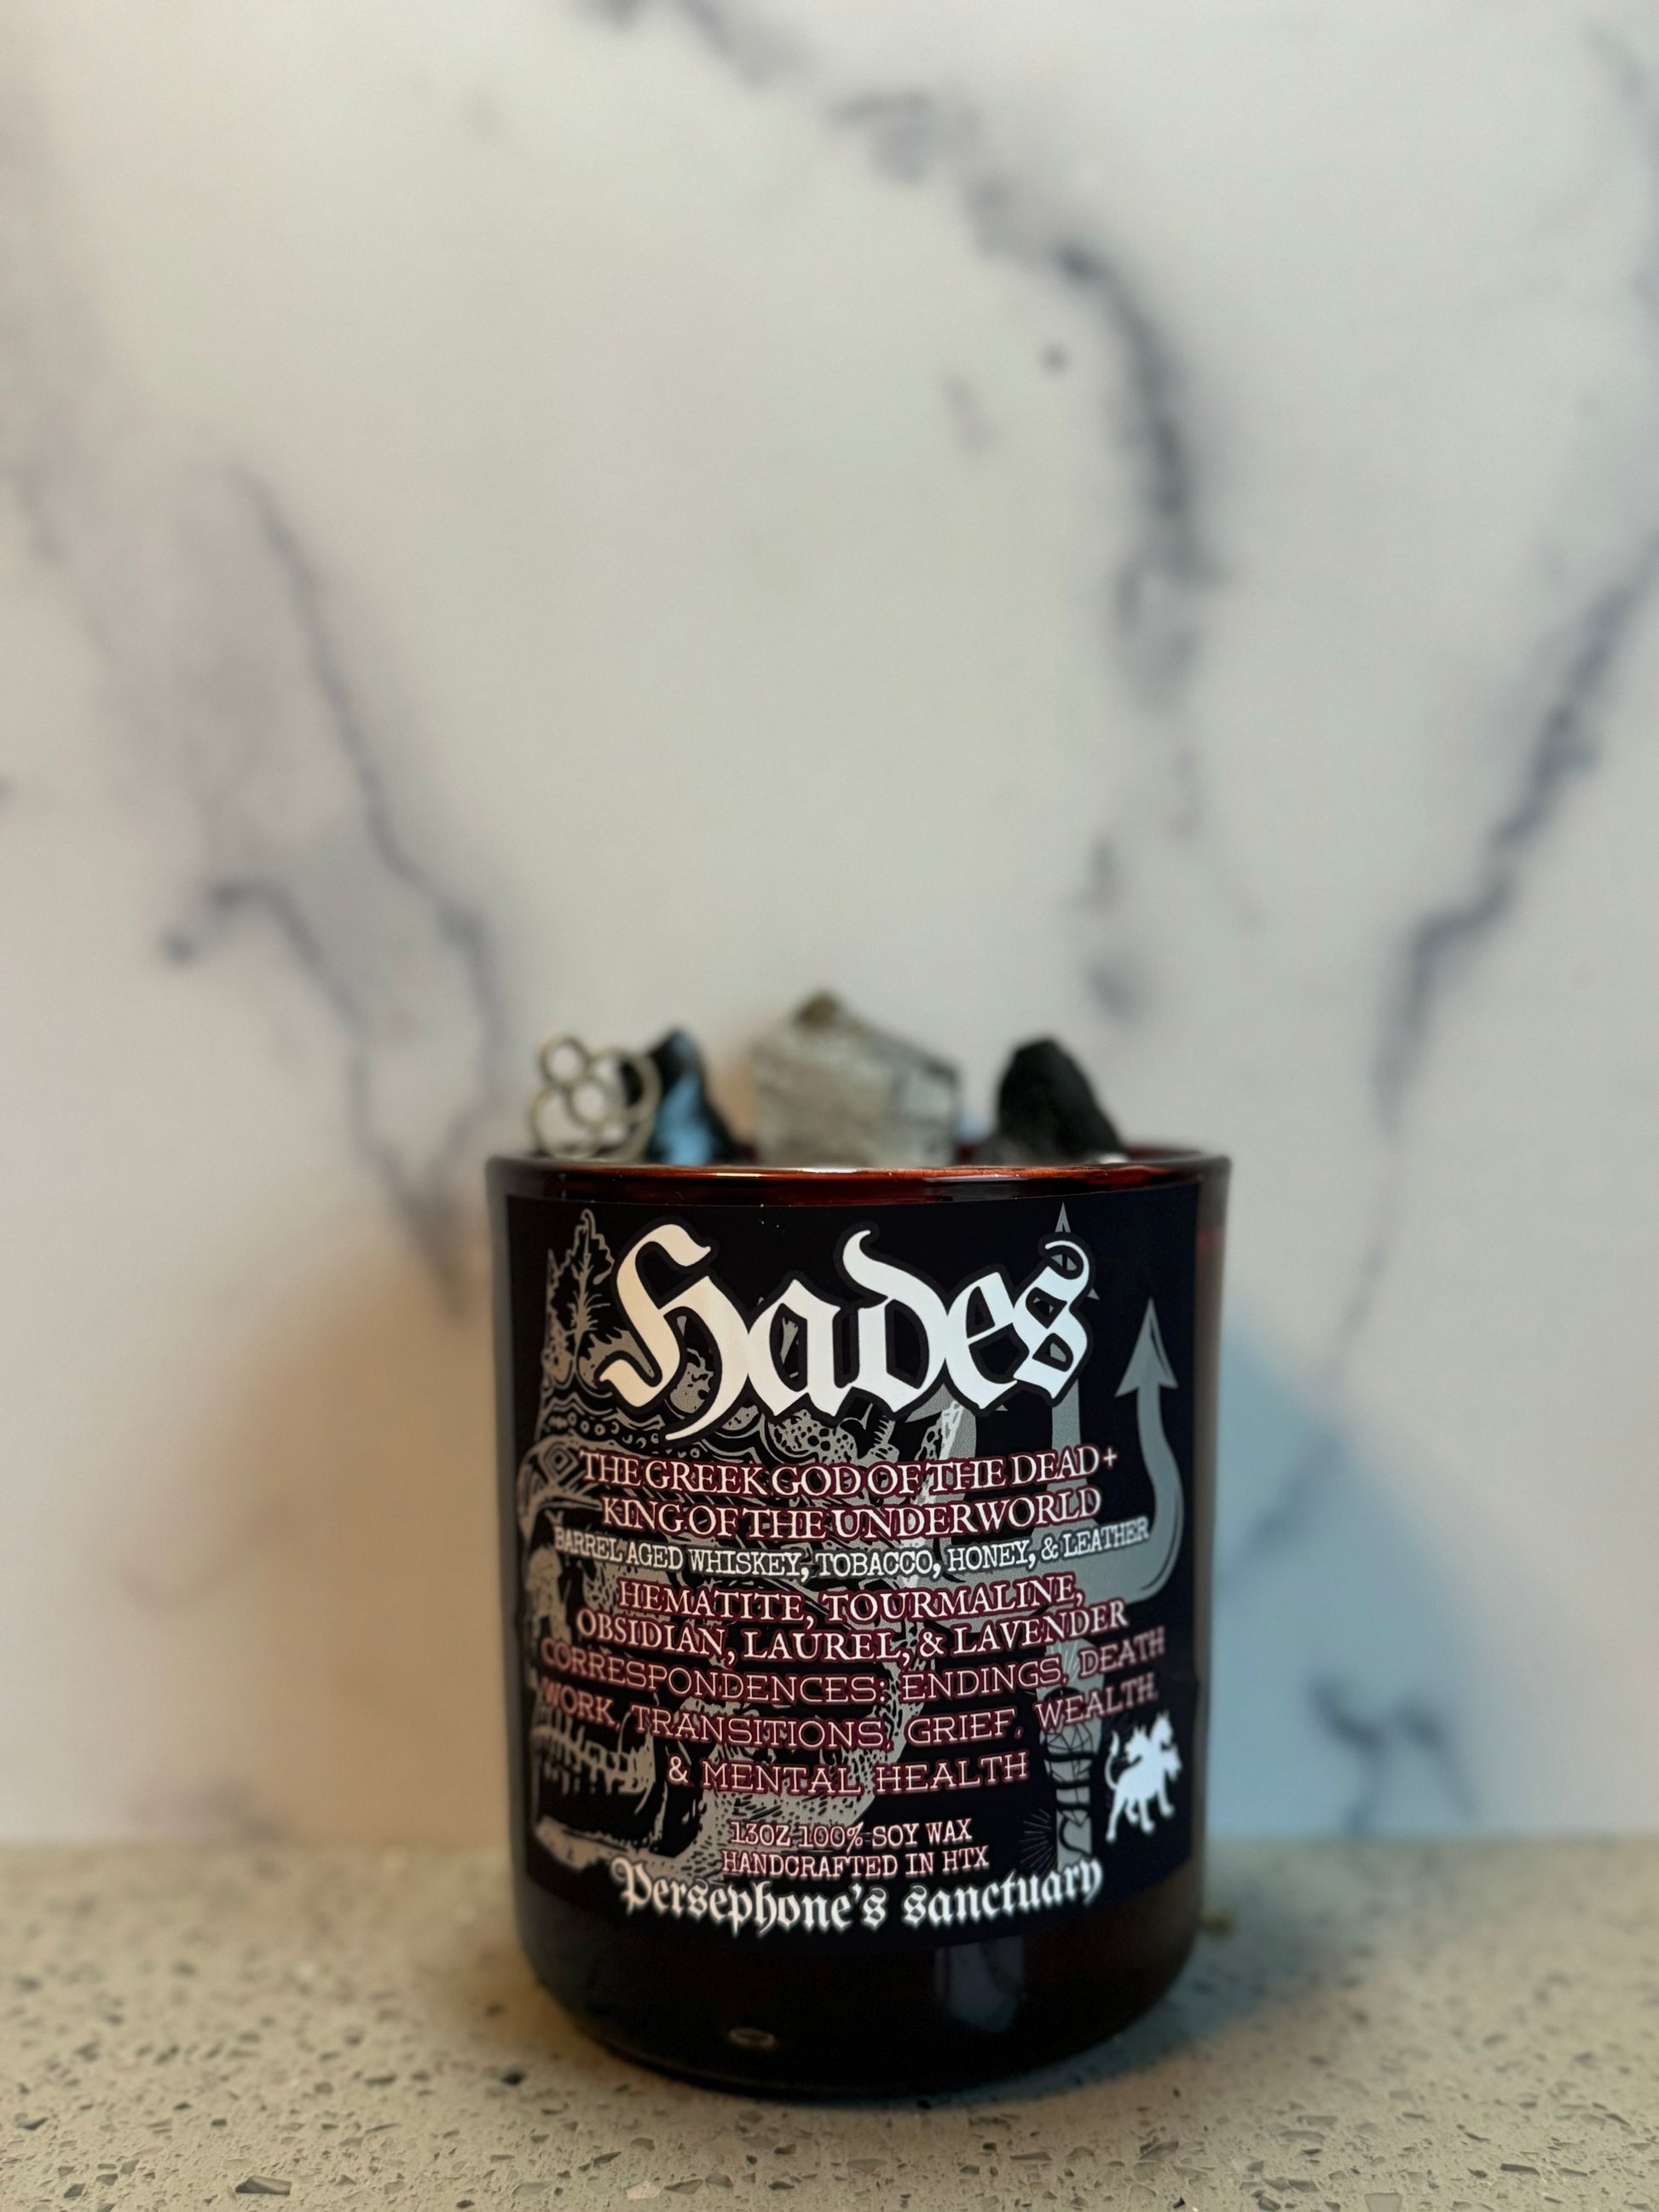 Hades
THE GREEK GOD OF THE DEAD +
KING OF THE UNDERWORLD
BARREL AGED WHISKEY, TOBACCO, HONEY, & LEATHER
HEMATITE, TOURMALINE,
OBSIDIAN, LAUREL, & LAVENDER
CORRESPONDENCES: ENDINGS, DEATH
WORK, TRANSITIONS, GRIEF, WEALTH,
& MENTAL HEALTH
13OZ 100% SOY WAX
HANDCRAFTED IN HTX
Persephone's sanctuary